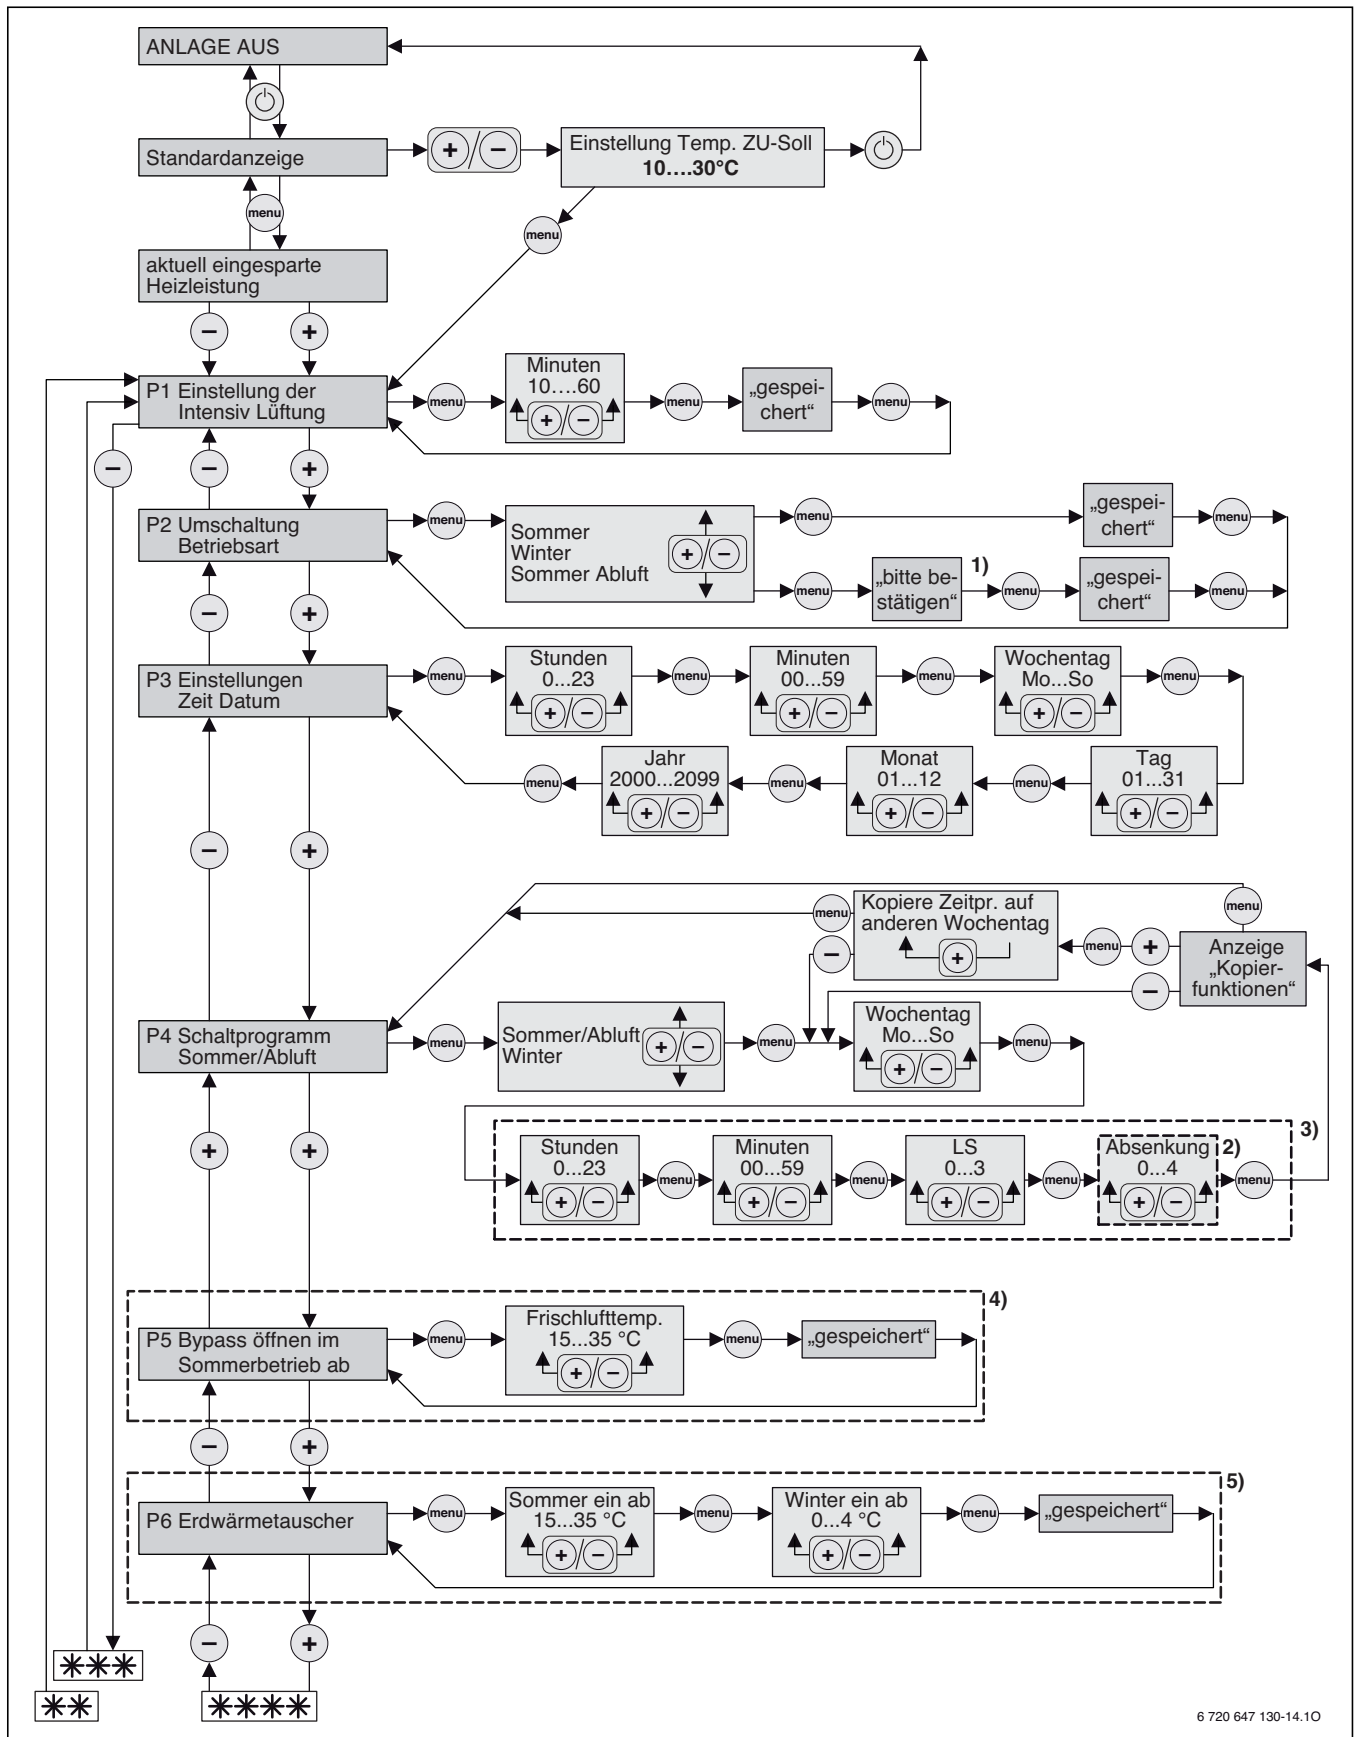 ANLAGE AUS
Standardanzeige
+/−
Einstellung Temp. ZU-Soll
10....30°C
menu
menu
aktuell eingesparte
Heizleistung
−
+
P1 Einstellung der
Intensiv Lüftung
menu
Minuten
10....60
+/−
menu
„gespei-
chert“
menu
−
−
+
P2 Umschaltung
Betriebsart
menu
Sommer
Winter
Sommer Abluft
+/−
menu
„gespei-
chert“
menu
menu
„bitte be-
stätigen“
1)
menu
„gespei-
chert“
menu
−
+
P3 Einstellungen
Zeit Datum
menu
Stunden
0...23
+/−
menu
Minuten
00...59
+/−
menu
Wochentag
Mo...So
+/−
menu
menu
Jahr
2000...2099
+/−
menu
Monat
01...12
+/−
menu
Tag
01...31
+/−
−
+
menu
Kopiere Zeitpr. auf
anderen Wochentag
+
−
menu
+
menu
Anzeige
„Kopier-
funktionen“
−
P4 Schaltprogramm
Sommer/Abluft
menu
Sommer/Abluft
Winter
+/−
menu
Wochentag
Mo...So
+/−
menu
+
+
3)
Stunden
0...23
+/−
menu
Minuten
00...59
+/−
menu
LS
0...3
+/−
menu
Absenkung
0...4
+/−
2)
menu
4)
P5 Bypass öffnen im
Sommerbetrieb ab
menu
Frischlufttemp.
15...35 °C
+/−
menu
„gespeichert“
−
+
5)
P6 Erdwärmetauscher
menu
Sommer ein ab
15...35 °C
+/−
menu
Winter ein ab
0...4 °C
+/−
menu
„gespeichert“
−
+
***
**
****
6 720 647 130-14.1O